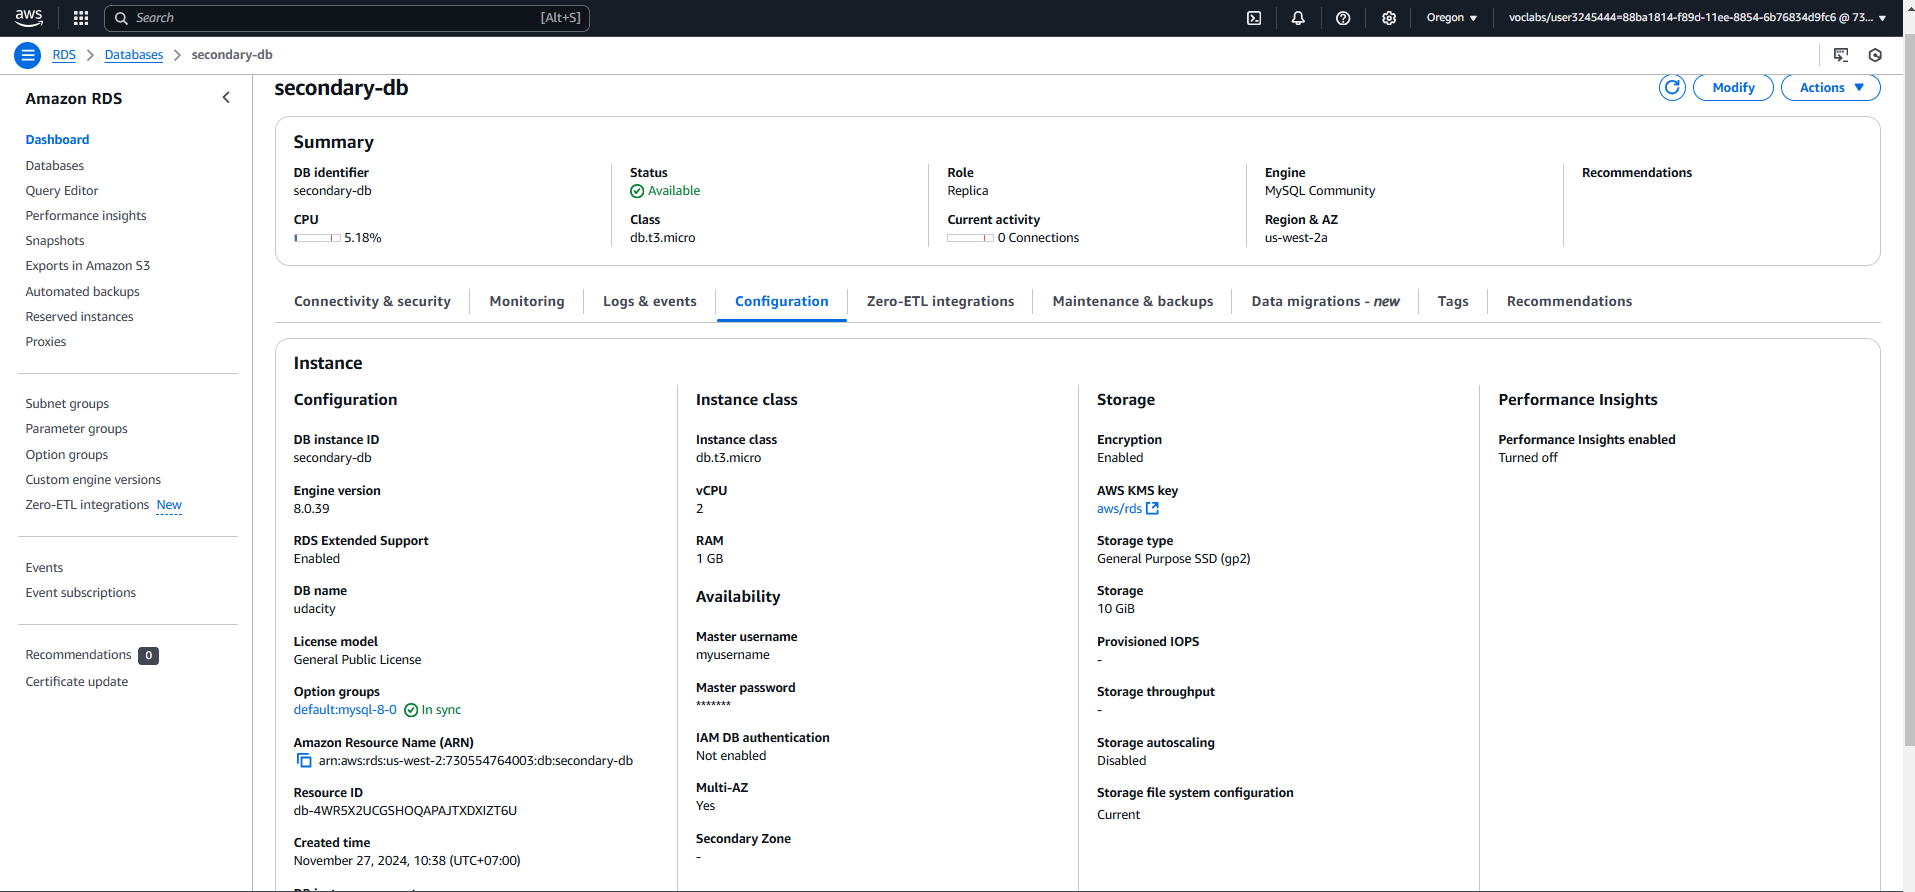 aws
Search [Alt+S]
Oregon
voclabs/user3245444=88ba1814-f89d-11ee-8854-6b76834d9fc6 @ 73...
RDS
Databases
secondary-db
Amazon RDS
Dashboard
Databases
Query Editor
Performance insights
Snapshots
Exports in Amazon S3
Automated backups
Reserved instances
Proxies
Subnet groups
Parameter groups
Option groups
Custom engine versions
Zero-ETL integrations New
Events
Event subscriptions
Recommendations 0
Certificate update
secondary-db
Modify
Actions
Summary
DB identifier
secondary-db
CPU
5.18%
Status
Available
Class
db.t3.micro
Role
Replica
Current activity
0 Connections
Engine
MySQL Community
Region & AZ
us-west-2a
Recommendations
Connectivity & security
Monitoring
Logs & events
Configuration
Zero-ETL integrations
Maintenance & backups
Data migrations - new
Tags
Recommendations
Instance
Configuration
DB instance ID
secondary-db
Engine version
8.0.39
RDS Extended Support
Enabled
DB name
udacity
License model
General Public License
Option groups
default:mysql-8-0 In sync
Amazon Resource Name (ARN)
arn:aws:rds:us-west-2:730554764003:db:secondary-db
Resource ID
db-4WR5X2UCGSHOQAPAJTXDXIZT6U
Created time
November 27, 2024, 10:38 (UTC+07:00)
Instance class
Instance class
db.t3.micro
vCPU
2
RAM
1 GB
Availability
Master username
myusername
Master password
*******
IAM DB authentication
Not enabled
Multi-AZ
Yes
Secondary Zone
-
Storage
Encryption
Enabled
AWS KMS key
aws/rds
Storage type
General Purpose SSD (gp2)
Storage
10 GiB
Provisioned IOPS
-
Storage throughput
-
Storage autoscaling
Disabled
Storage file system configuration
Current
Performance Insights
Performance Insights enabled
Turned off